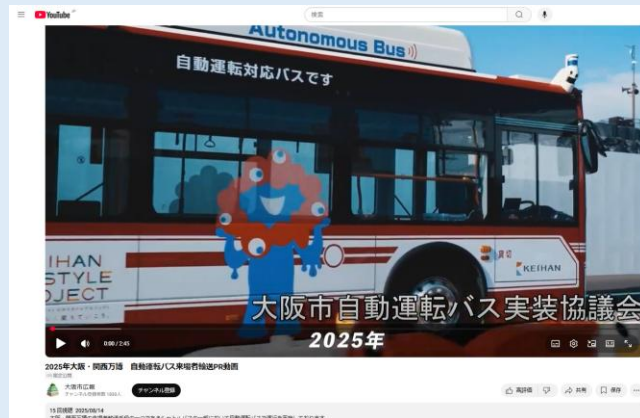 YouTube JP
検索
Autonomous Bus
自動運転対応バスです
IHAN
STYLE
OJECT
貸切
KEIHAN
大阪市自動運転バス実装協議会
2025年
0:00 / 2:45
2025年大阪・関西万博 自動運転バス来場者輸送PR動画
大阪市広報
チャンネル登録
高評価
共有
保存
15 回視聴 2025/08/14